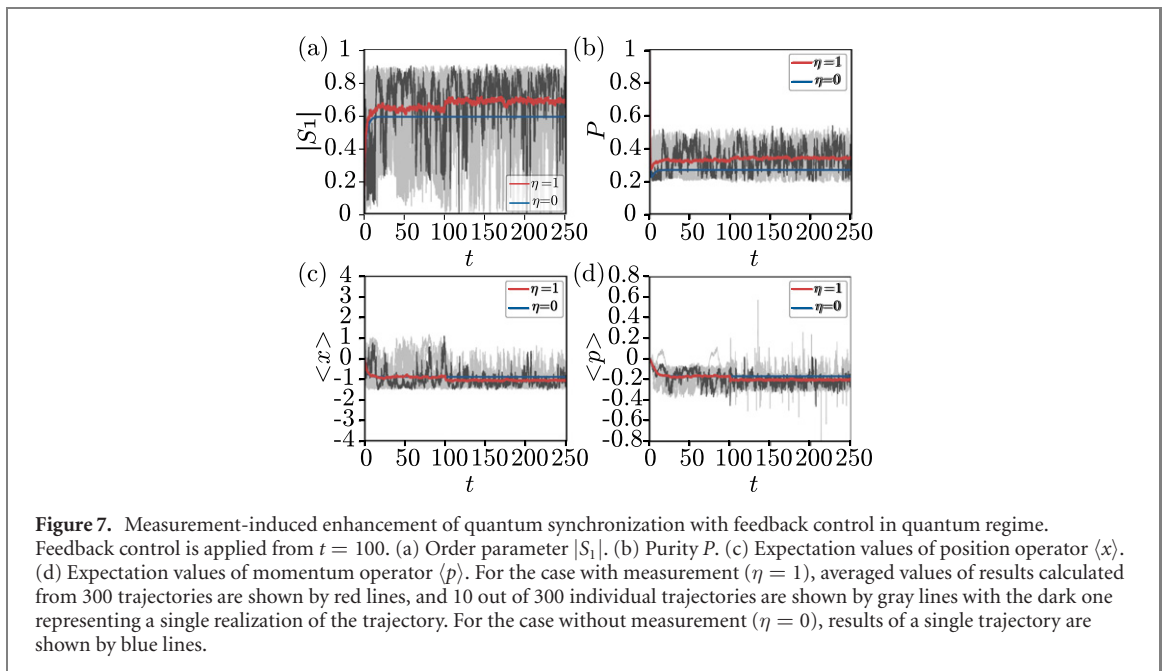 (a)
1
0.8
0.6
0.4
0.2
0
|S1|
η=1
η=0
0 50 100 150 200 250
t
(b)
1
0.8
0.6
0.4
0.2
0
P
η=1
η=0
0 50 100 150 200 250
t
(c)
4
3
2
1
0
-1
-2
-3
-4
<x>
η=1
η=0
0 50 100 150 200 250
t
(d)
0.8
0.6
0.4
0.2
0
-0.2
-0.4
-0.6
-0.8
<p>
η=1
η=0
0 50 100 150 200 250
t
Figure 7. Measurement-induced enhancement of quantum synchronization with feedback control in quantum regime.
Feedback control is applied from t = 100. (a) Order parameter |S₁|. (b) Purity P. (c) Expectation values of position operator ⟨x⟩.
(d) Expectation values of momentum operator ⟨p⟩. For the case with measurement (η = 1), averaged values of results calculated
from 300 trajectories are shown by red lines, and 10 out of 300 individual trajectories are shown by gray lines with the dark one
representing a single realization of the trajectory. For the case without measurement (η = 0), results of a single trajectory are
shown by blue lines.